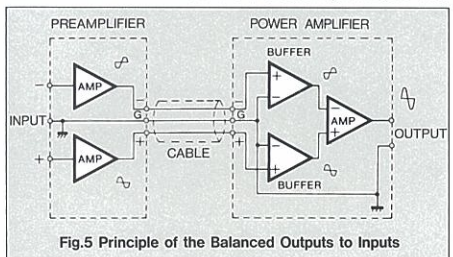 PREAMPLIFIER
POWER AMPLIFIER
BUFFER
− AMP − + − −
G G AMP
INPUT OUTPUT
+ AMP + − + +
CABLE
BUFFER
Fig.5 Principle of the Balanced Outputs to Inputs